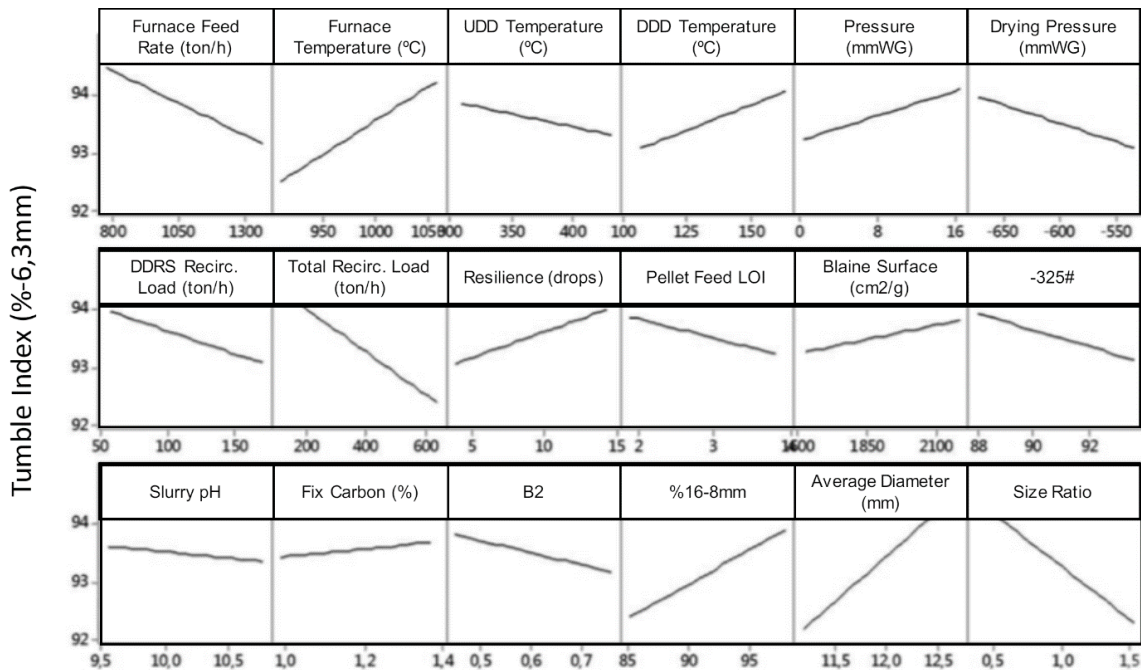 Tumble Index (%-6,3mm)
Furnace Feed
Rate (ton/h)
Furnace
Temperature (ºC)
UDD Temperature
(ºC)
DDD Temperature
(ºC)
Pressure
(mmWG)
Drying Pressure
(mmWG)
94
93
92
800 1050 1300 950 1000 350 400 100 125 150 0 8 16 -650 -600 -550
DDRS Recirc.
Load (ton/h)
Total Recirc. Load
(ton/h)
Resilience (drops)
Pellet Feed LOI
Blaine Surface
(cm2/g)
-325#
94
93
92
50 100 150 200 400 600 5 10 15 2 3 1850 2100 88 90 92
Slurry pH
Fix Carbon (%)
B2
%16-8mm
Average Diameter
(mm)
Size Ratio
94
93
92
9,5 10,0 10,5 1,0 1,2 1,4 0,5 0,6 0,7 85 90 95 11,5 12,0 12,5 0,5 1,0 1,5